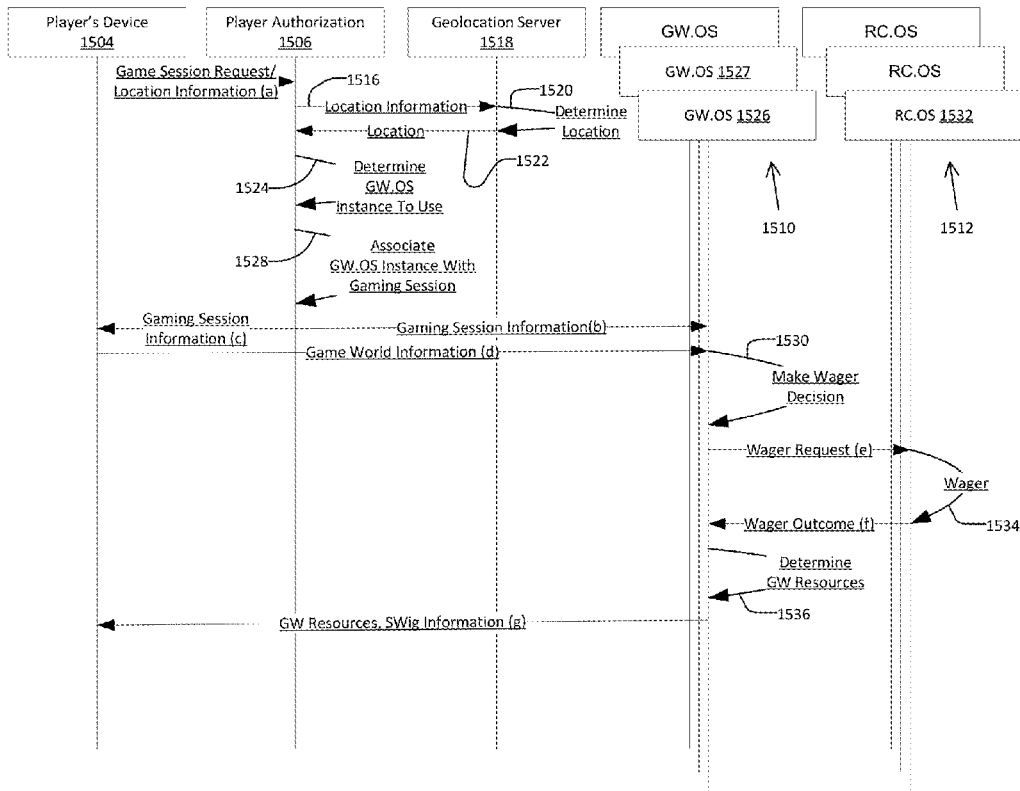 Player's Device
1504
Player Authorization
1506
Geolocation Server
1518
GW.OS
GW.OS 1527
GW.OS 1526
RC.OS
RC.OS
RC.OS 1532
Game Session Request/
Location Information (a)
1516
Location Information
1520
Determine
Location
Location
1522
1524
Determine
GW.OS
Instance To Use
1510
1512
1528
Associate
GW.OS Instance With
Gaming Session
Gaming Session
Information (c)
Gaming Session Information(b)
Game World Information (d)
1530
Make Wager
Decision
Wager Request (e)
Wager
Wager Outcome (f)
1534
Determine
GW Resources
1536
GW Resources, SWig Information (g)